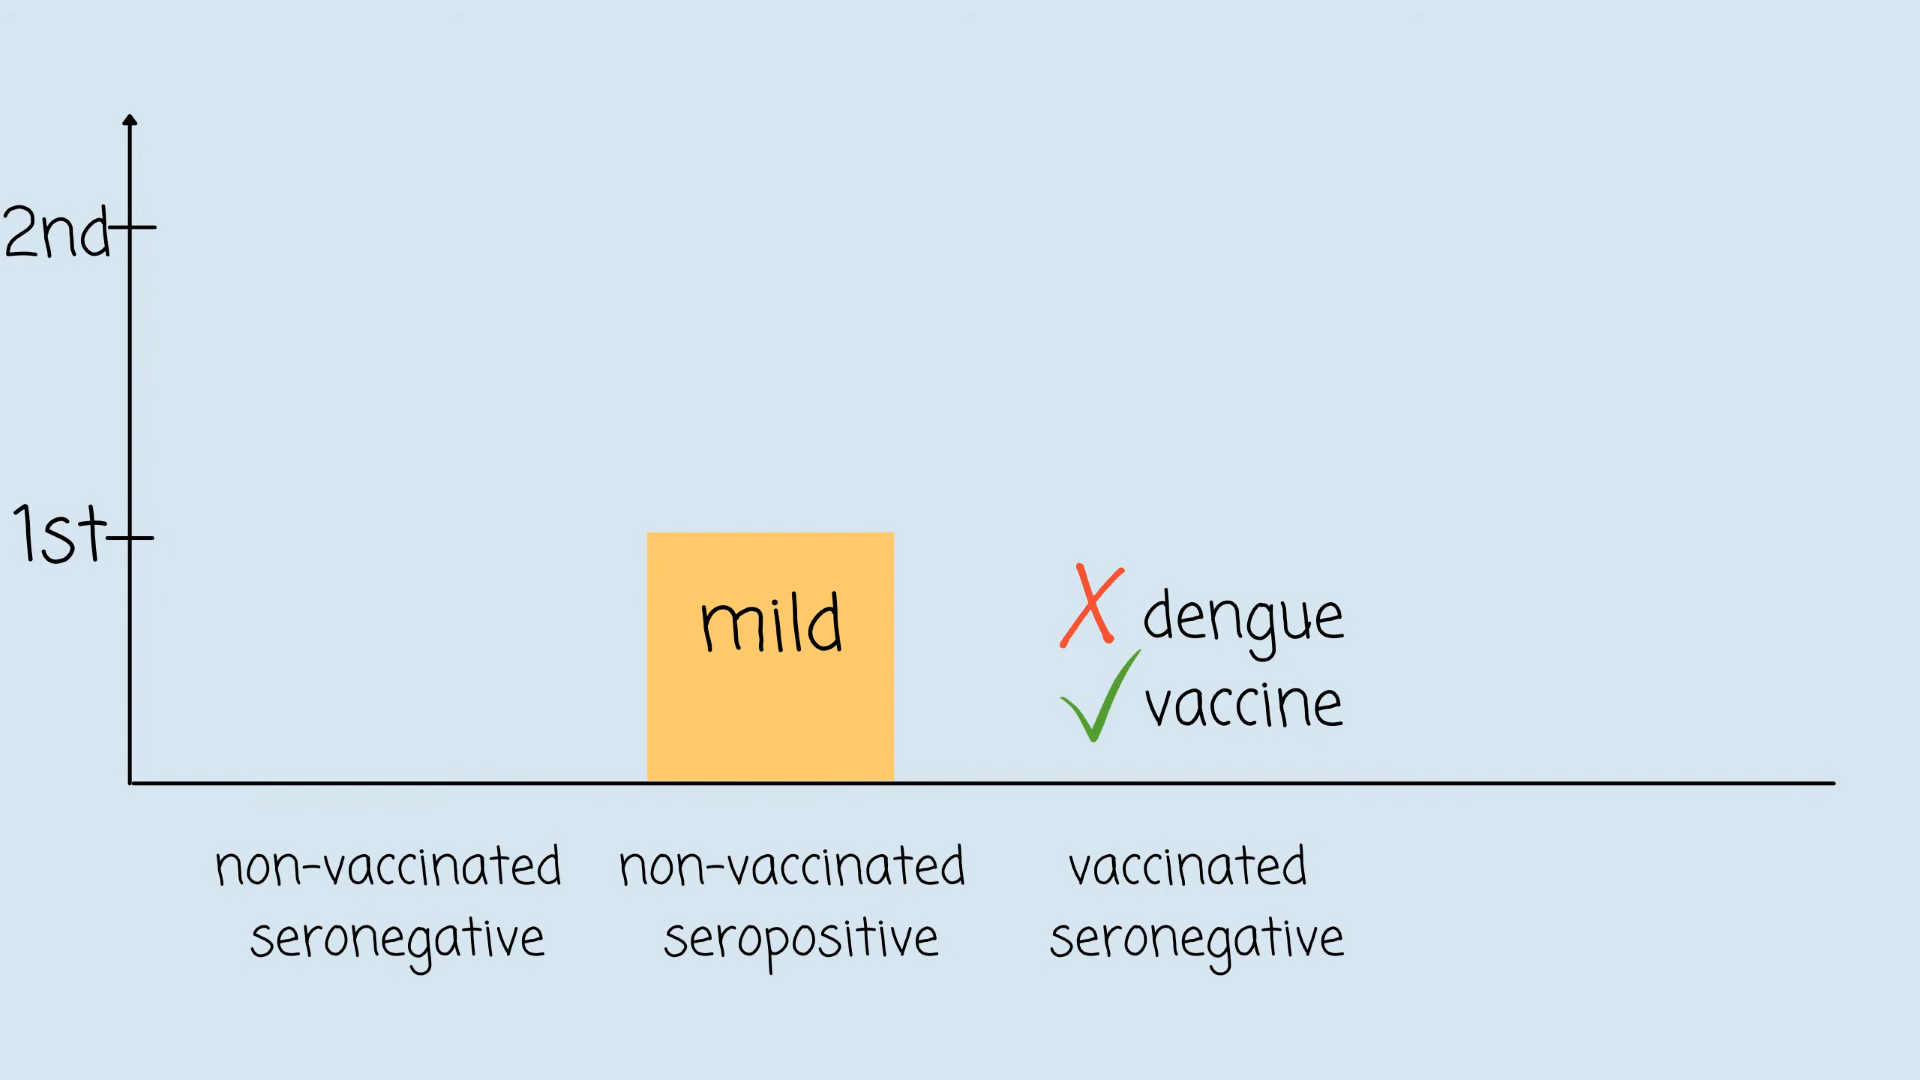 2nd
1st
mild
dengue
vaccine
non-vaccinated
seronegative
non-vaccinated
seropositive
vaccinated
seronegative